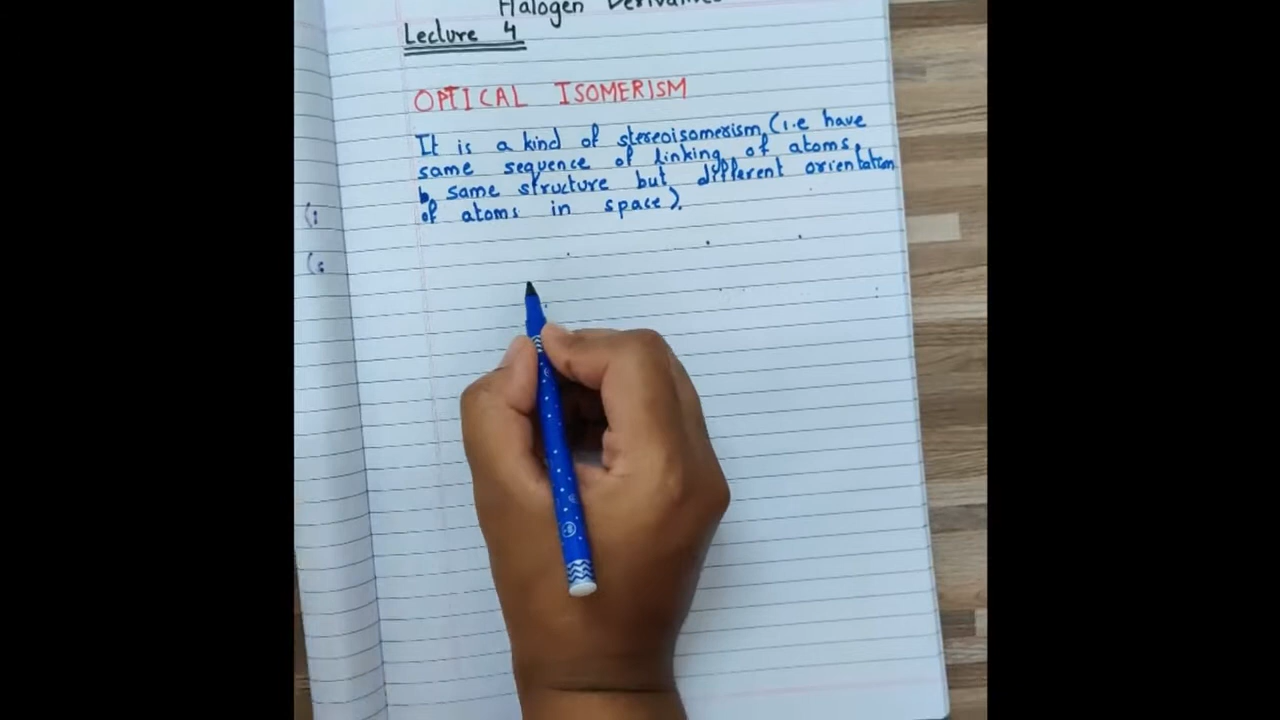 Halogen Derivatives
Lecture 4
OPTICAL ISOMERISM
It is a kind of stereoisomerism (i.e have
same sequence of linking of atoms,
same structure but different orientation
of atoms in space).